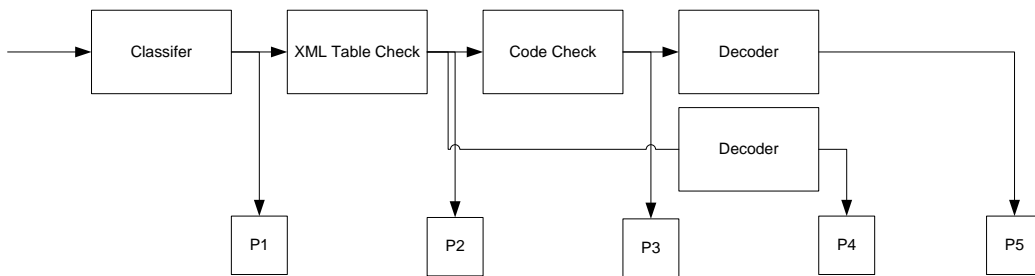 Classifer
XML Table Check
Code Check
Decoder
Decoder
P1
P2
P3
P4
P5